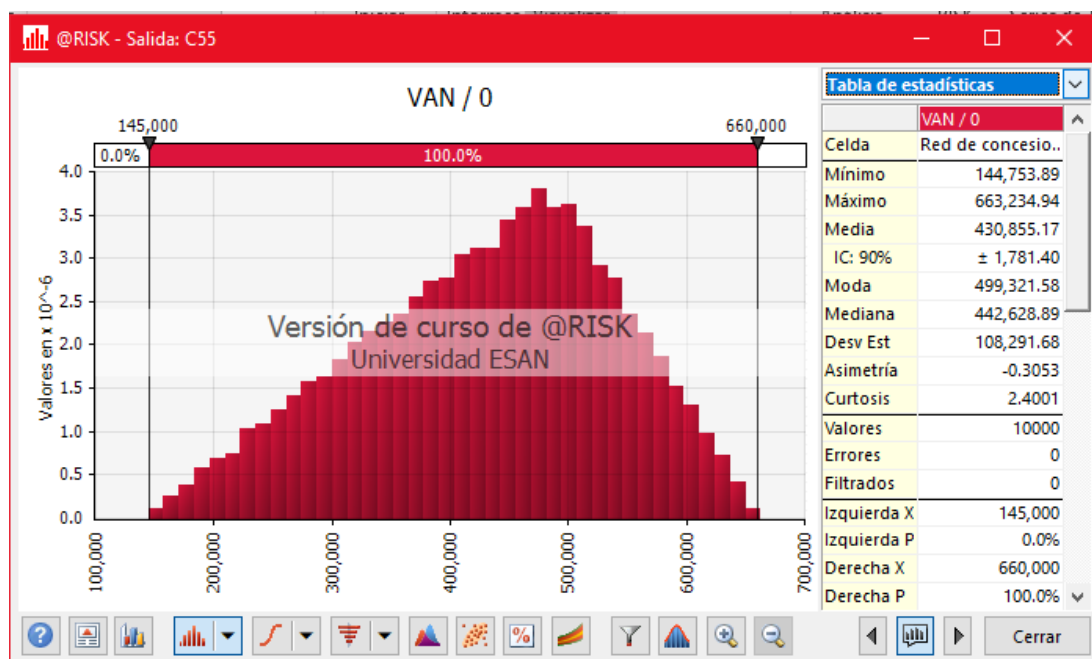 @RISK - Salida: C55
VAN / 0
145,000 660,000
0.0% 100.0%
Valores en x 10^-6
4.0
3.5
3.0
2.5
2.0
1.5
1.0
0.5
0.0
Versión de curso de @RISK
Universidad ESAN
100,000 200,000 300,000 400,000 500,000 600,000 700,000
Tabla de estadísticas
VAN / 0
Celda Red de concesio..
Mínimo 144,753.89
Máximo 663,234.94
Media 430,855.17
IC: 90% ± 1,781.40
Moda 499,321.58
Mediana 442,628.89
Desv Est 108,291.68
Asimetría -0.3053
Curtosis 2.4001
Valores 10000
Errores 0
Filtrados 0
Izquierda X 145,000
Izquierda P 0.0%
Derecha X 660,000
Derecha P 100.0%
Cerrar